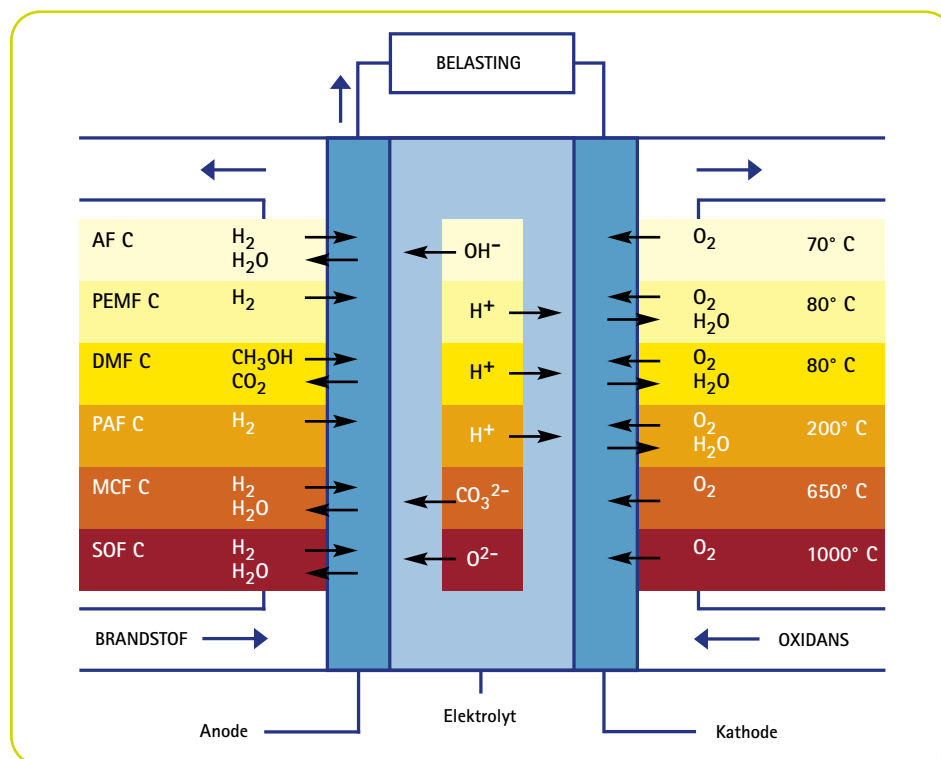 BELASTING
AF C H₂ OH⁻ O₂ 70° C
H₂O
PEMF C H₂ H⁺ O₂ 80° C
H₂O
DMF C CH₃OH H⁺ O₂ 80° C
CO₂ H₂O
PAF C H₂ H⁺ O₂ 200° C
H₂O
MCF C H₂ CO₃²⁻ O₂ 650° C
H₂O
SOF C H₂ O²⁻ O₂ 1000° C
H₂O
BRANDSTOF OXIDANS
Anode Elektrolyt Kathode